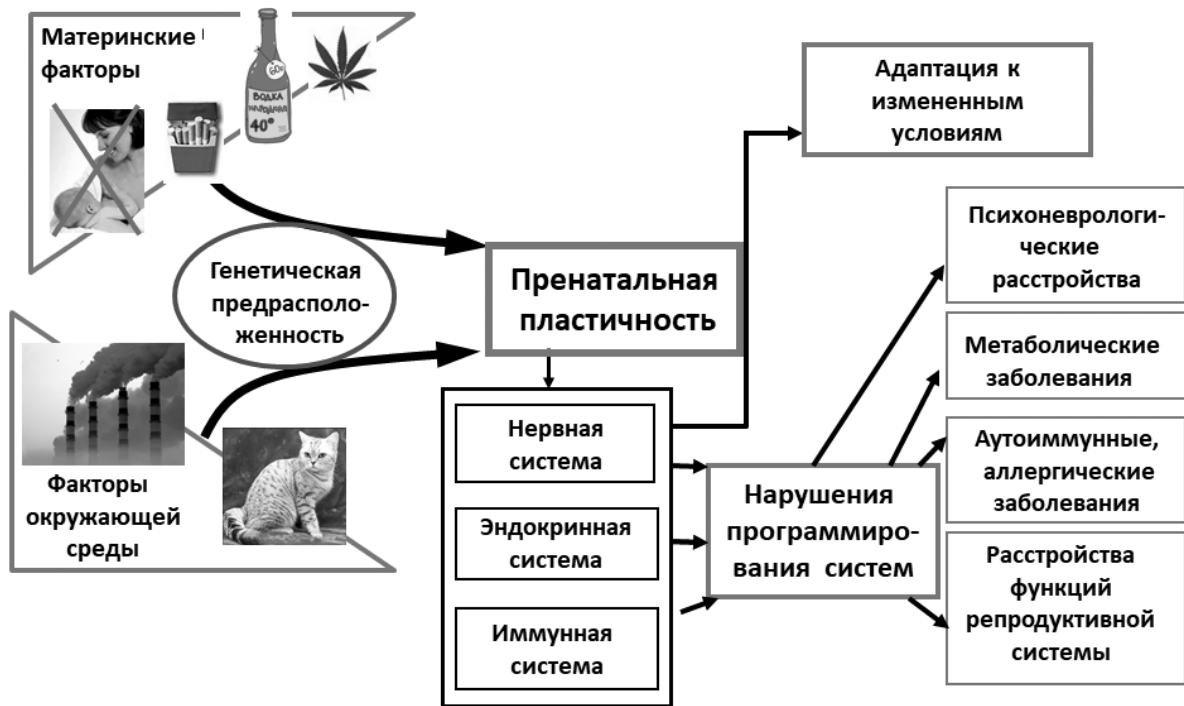 Материнские
факторы
ВОДКА
НАРОДНАЯ
40°
Генетическая
предрасполо-
женность
Факторы
окружающей
среды
Пренатальная
пластичность
Нервная
система
Эндокринная
система
Иммунная
система
Адаптация к
измененным
условиям
Нарушения
программиро-
вания систем
Психоневрологи-
ческие
расстройства
Метаболические
заболевания
Аутоиммунные,
аллергические
заболевания
Расстройства
функций
репродуктивной
системы